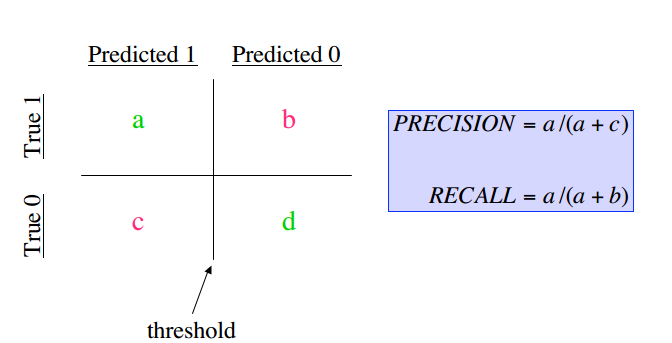 Predicted 1 Predicted 0
True 1
a b
PRECISION = a/(a + c)
True 0
c d
RECALL = a/(a + b)
threshold